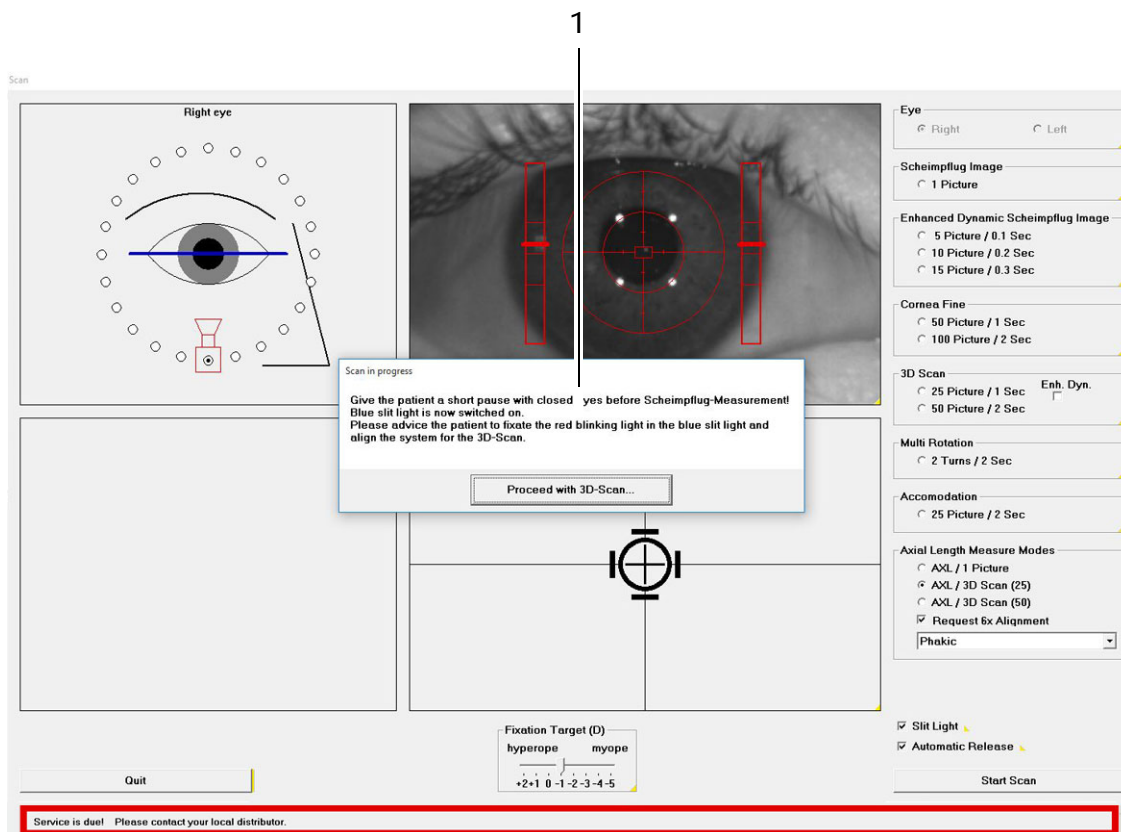 1
Scan
Right eye
Eye
Right Left
Scheimpflug Image
1 Picture
Enhanced Dynamic Scheimpflug Image
5 Picture / 0.1 Sec
10 Picture / 0.2 Sec
15 Picture / 0.3 Sec
Cornea Fine
50 Picture / 1 Sec
100 Picture / 2 Sec
3D Scan
25 Picture / 1 Sec Enh. Dyn.
50 Picture / 2 Sec
Multi Rotation
2 Turns / 2 Sec
Accomodation
25 Picture / 2 Sec
Axial Length Measure Modes
AXL / 1 Picture
AXL / 3D Scan (25)
AXL / 3D Scan (50)
Request 6x Alignment
Phakic
Scan in progress
Give the patient a short pause with closed yes before Scheimpflug-Measurement!
Blue slit light is now switched on.
Please advice the patient to fixate the red blinking light in the blue slit light and
align the system for the 3D-Scan.
Proceed with 3D-Scan...
Fixation Target (D)
hyperope myope
+2+1 0 -1 -2 -3 -4 -5
Slit Light
Automatic Release
Quit
Start Scan
Service is due! Please contact your local distributor.